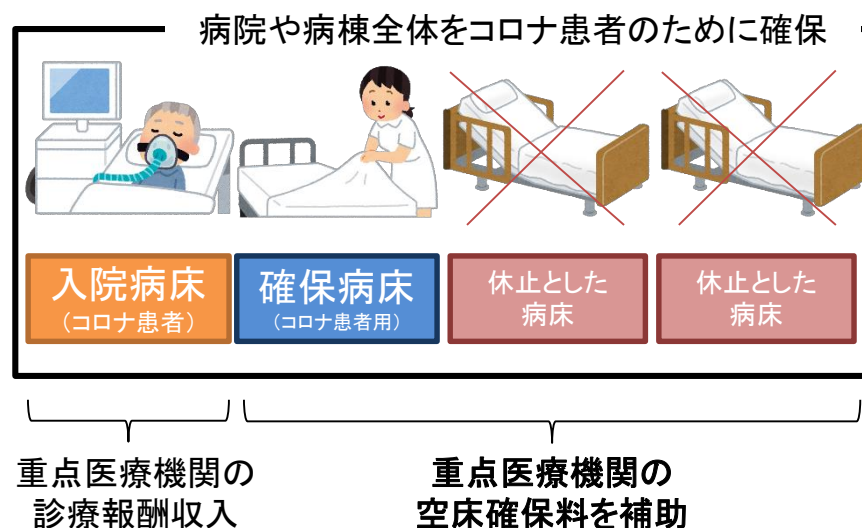 病院や病棟全体をコロナ患者のために確保
入院病床
（コロナ患者）
確保病床
（コロナ患者用）
休止とした
病床
休止とした
病床
重点医療機関の
診療報酬収入
重点医療機関の
空床確保料を補助